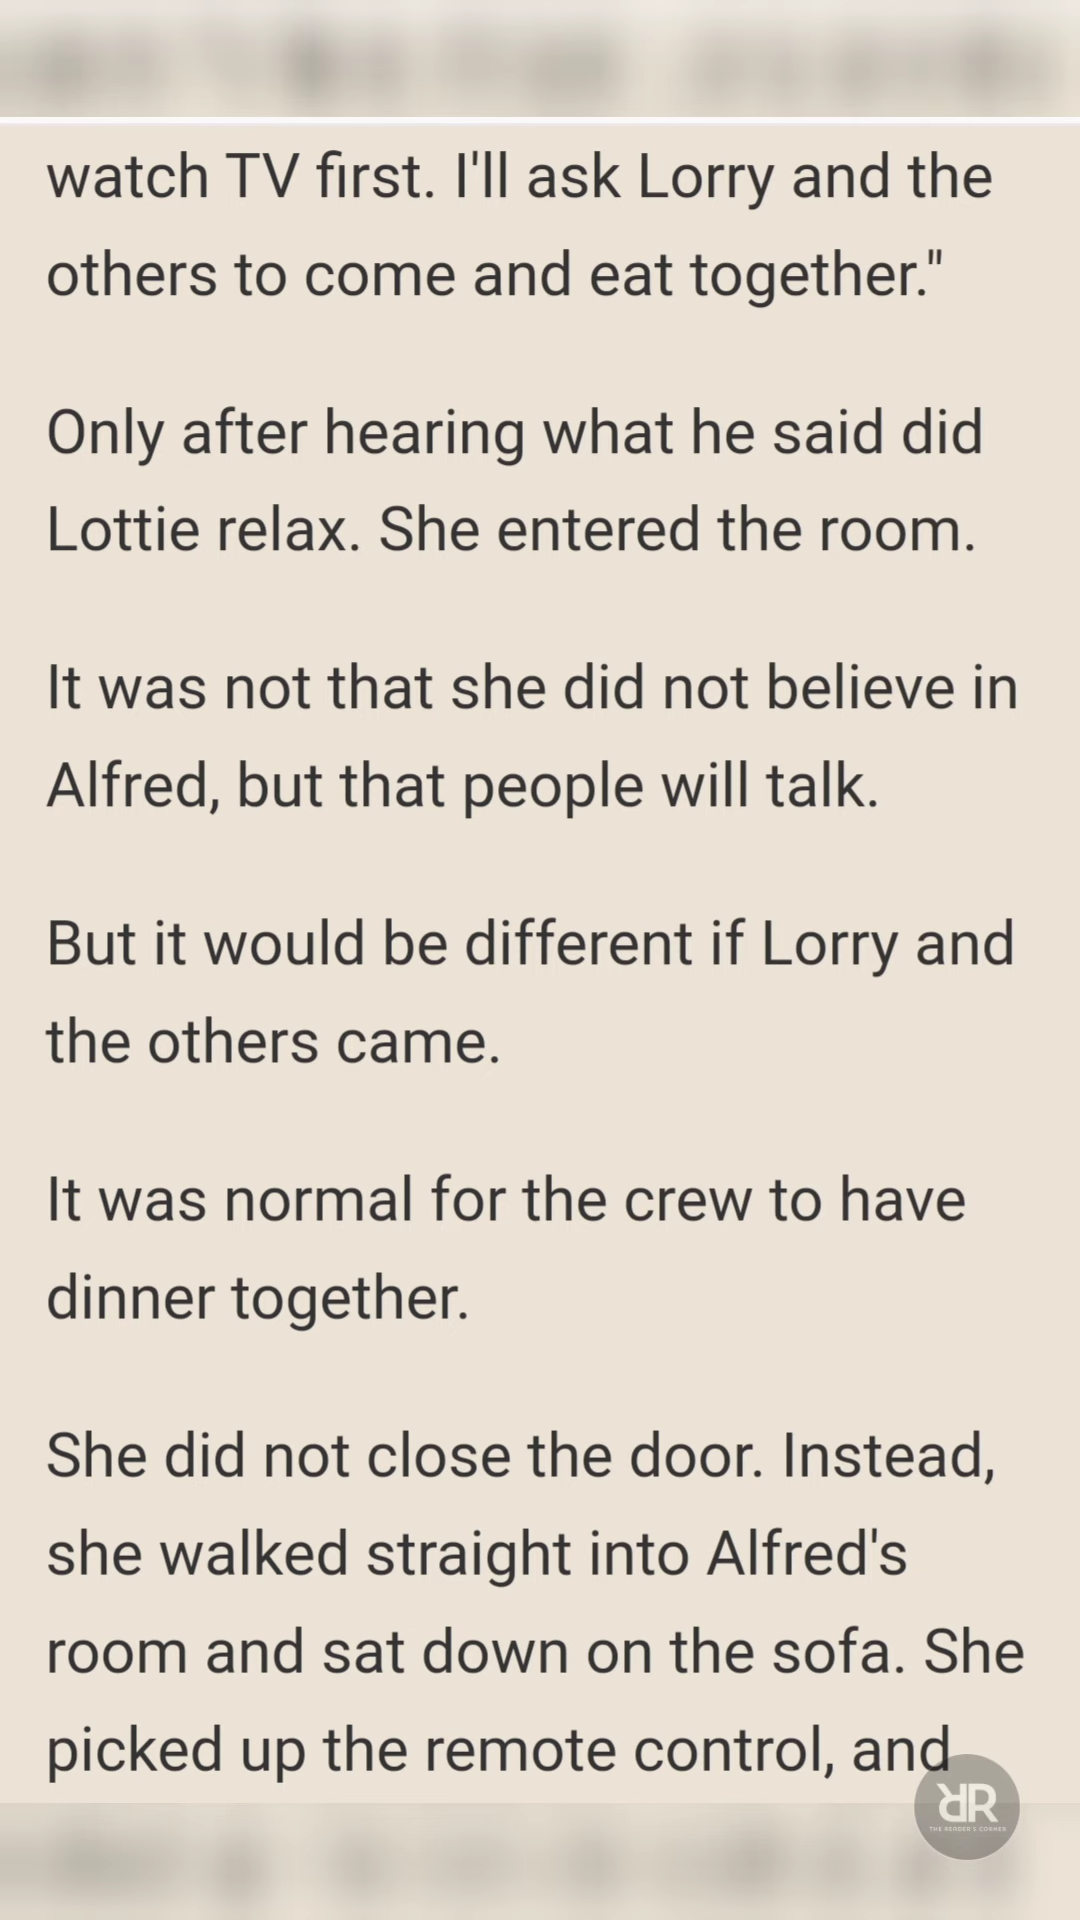 watch TV first. I'll ask Lorry and the
others to come and eat together."
Only after hearing what he said did
Lottie relax. She entered the room.
It was not that she did not believe in
Alfred, but that people will talk.
But it would be different if Lorry and
the others came.
It was normal for the crew to have
dinner together.
She did not close the door. Instead,
she walked straight into Alfred's
room and sat down on the sofa. She
picked up the remote control, and
RR
THE READER'S CORNER